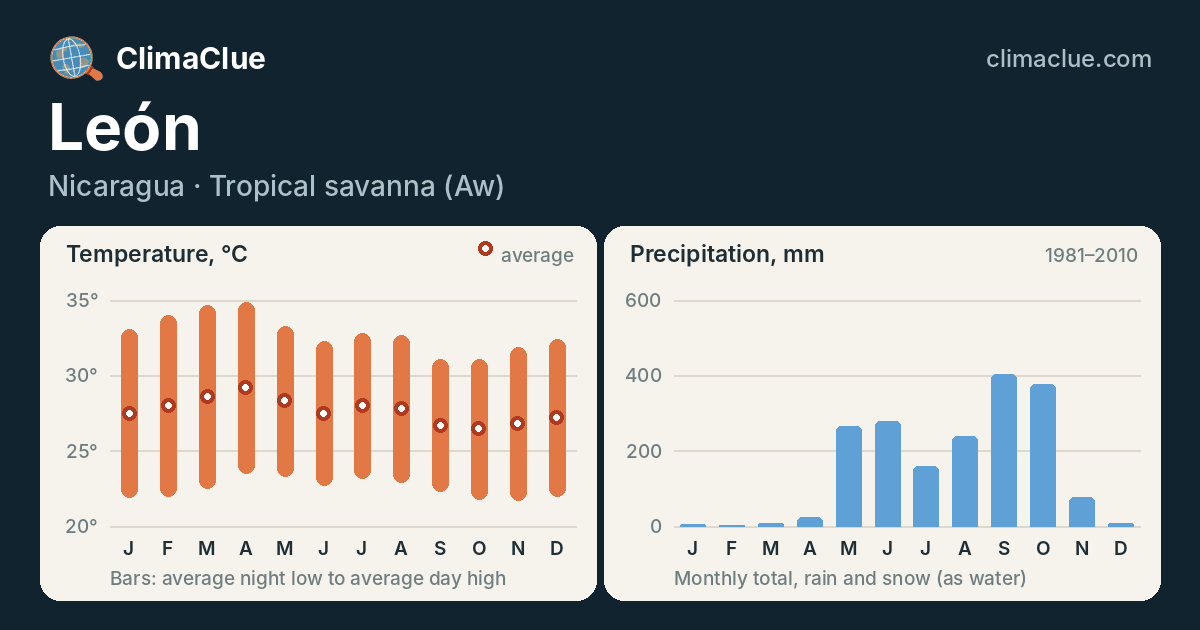 ClimaClue
climaclue.com
León
Nicaragua · Tropical savanna (Aw)
Temperature, °C
average
35°
30°
25°
20°
J F M A M J J A S O N D
Bars: average night low to average day high
Precipitation, mm
1981–2010
600
400
200
0
J F M A M J J A S O N D
Monthly total, rain and snow (as water)